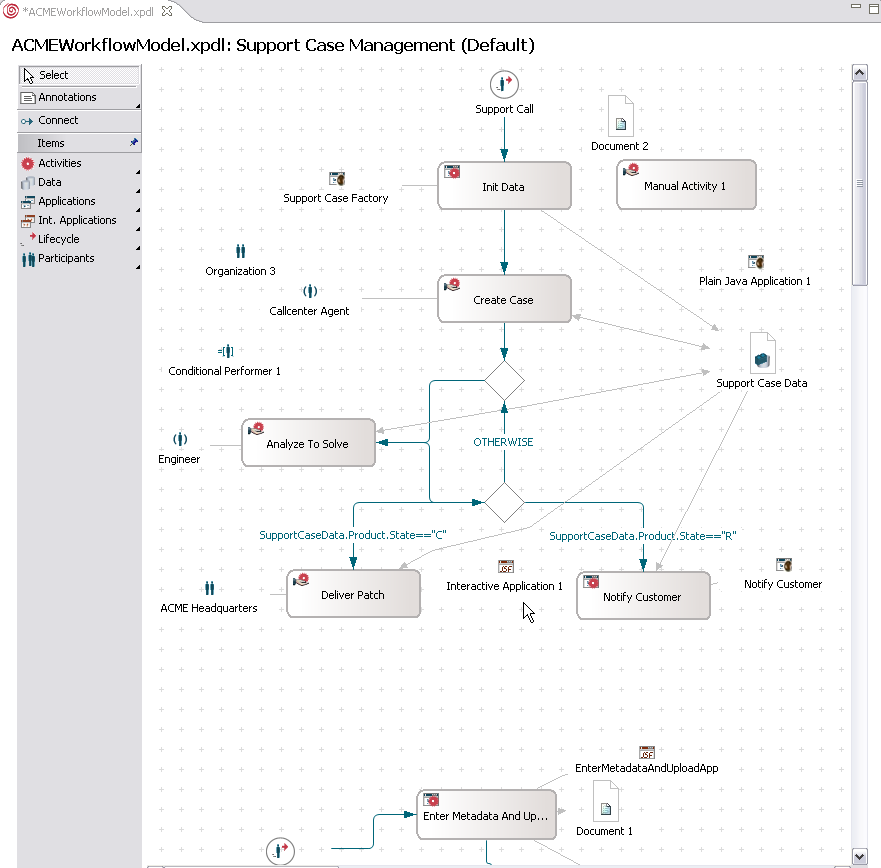 *ACMEWorkflowModel.xpdl
ACMEWorkflowModel.xpdl: Support Case Management (Default)
Select
Annotations
Connect
Items
Activities
Data
Applications
Int. Applications
Lifecycle
Participants
Support Call
Document 2
Init Data
Manual Activity 1
Support Case Factory
Organization 3
Plain Java Application 1
Create Case
Callcenter Agent
Conditional Performer 1
Support Case Data
Analyze To Solve
OTHERWISE
Engineer
SupportCaseData.Product.State=="C"
SupportCaseData.Product.State=="R"
JSF
Interactive Application 1
Notify Customer
Deliver Patch
Notify Customer
ACME Headquarters
JSF
EnterMetadataAndUploadApp
Enter Metadata And Up...
Document 1